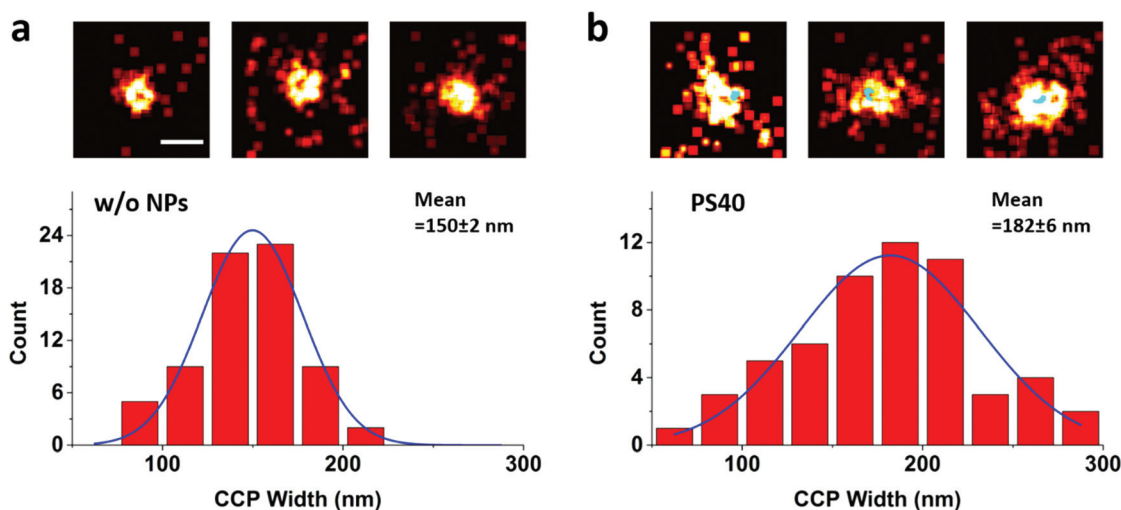 a
w/o NPs
Mean
=150±2 nm
24
18
12
6
0
Count
100
200
300
CCP Width (nm)
b
PS40
Mean
=182±6 nm
12
8
4
0
Count
100
200
300
CCP Width (nm)